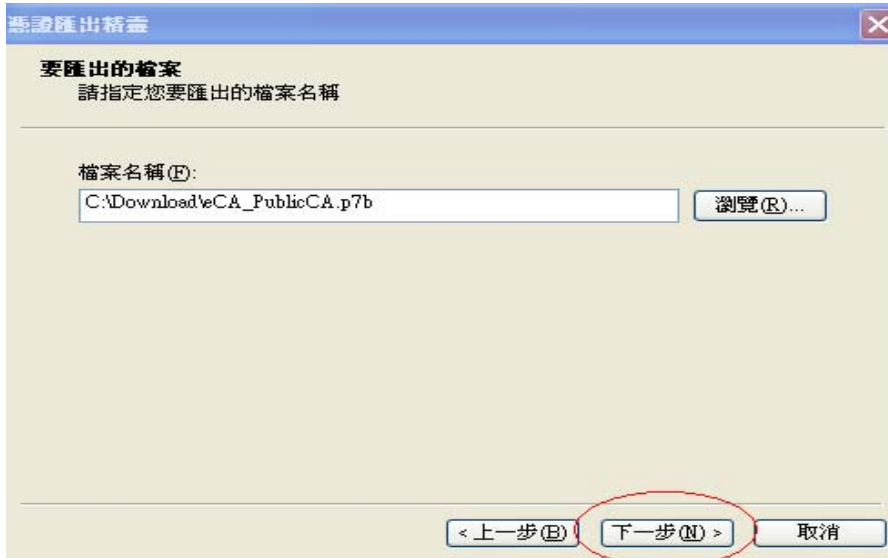 憑證匯出精靈
要匯出的檔案
請指定您要匯出的檔案名稱
檔案名稱(F):
C:\Download\eCA_PublicCA.p7b
瀏覽(R)...
< 上一步(B)
下一步(N) >
取消